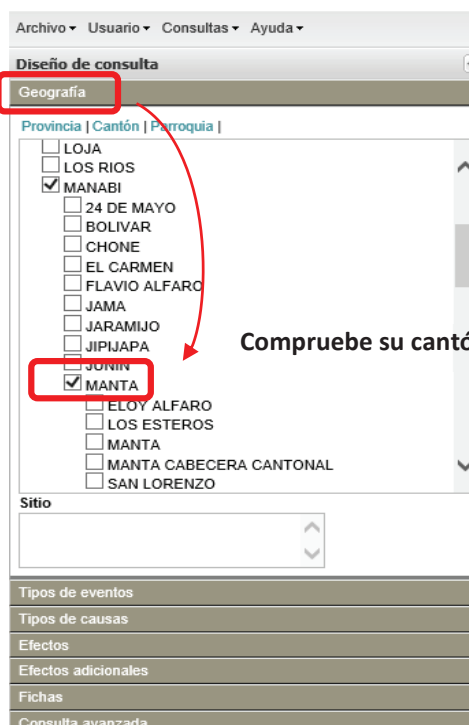 Archivo Usuario Consultas Ayuda
Diseño de consulta
Geografía
Provincia | Cantón | Parroquia |
LOJA
LOS RIOS
MANABI
24 DE MAYO
BOLIVAR
CHONE
EL CARMEN
FLAVIO ALFARO
JAMA
JARAMIJO
JIPIJAPA
Compruebe su cantó
JUNIN
MANTA
ELOY ALFARO
LOS ESTEROS
MANTA
MANTA CABECERA CANTONAL
SAN LORENZO
Sitio
Tipos de eventos
Tipos de causas
Efectos
Efectos adicionales
Fichas
Consulta avanzada